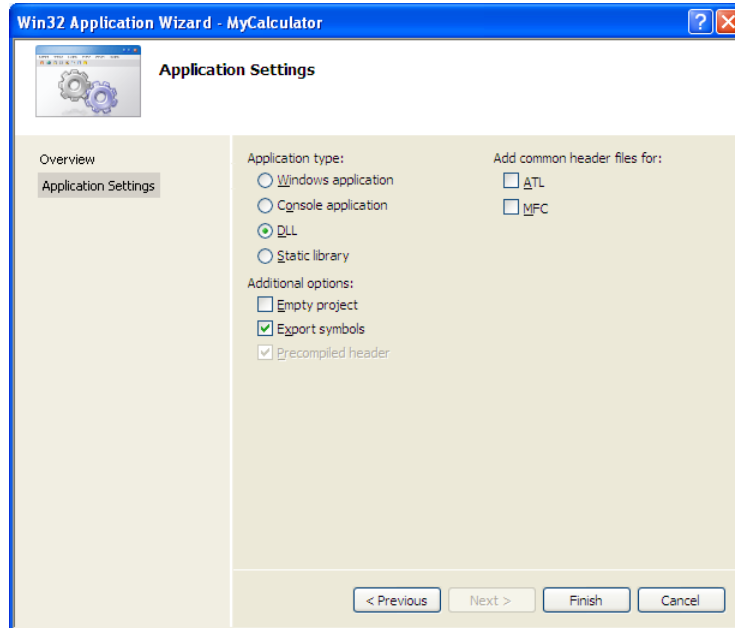 Win32 Application Wizard - MyCalculator
Application Settings
Overview
Application Settings
Application type:
Windows application
Console application
DLL
Static library
Additional options:
Empty project
Export symbols
Precompiled header
Add common header files for:
ATL
MFC
< Previous
Next >
Finish
Cancel